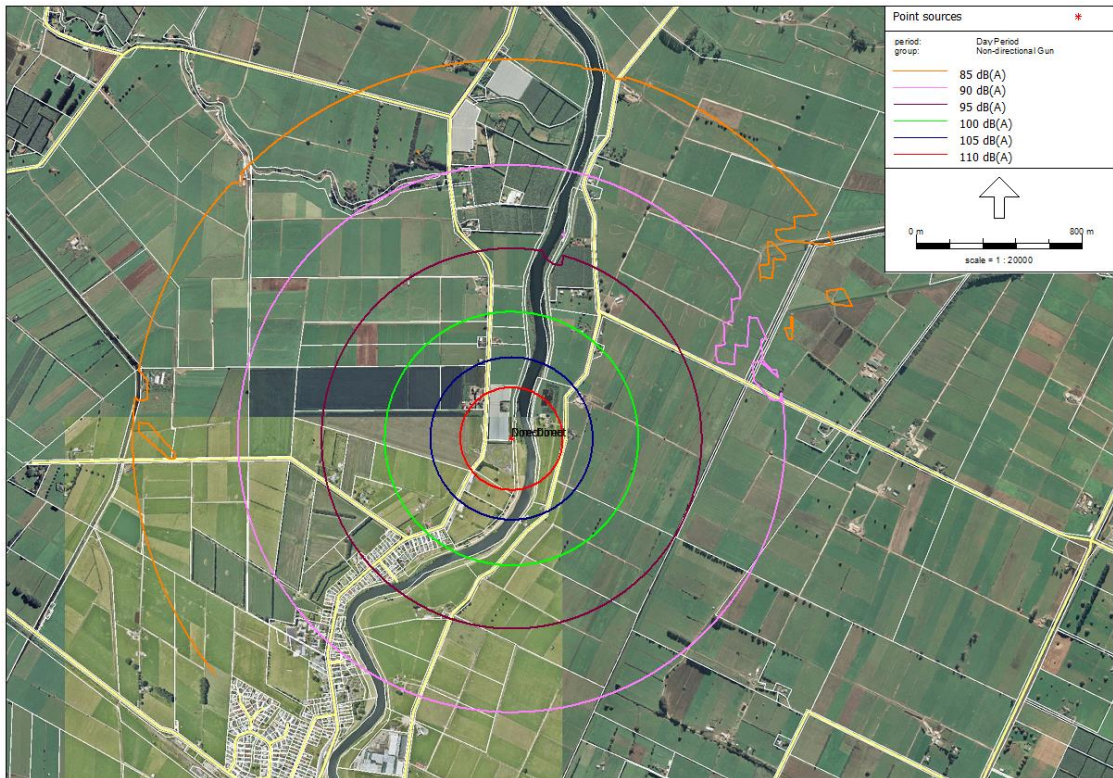 Point sources *
period: Day Period
group: Non-directional Gun
85 dB(A)
90 dB(A)
95 dB(A)
100 dB(A)
105 dB(A)
110 dB(A)
0 m 800 m
scale = 1 : 20000